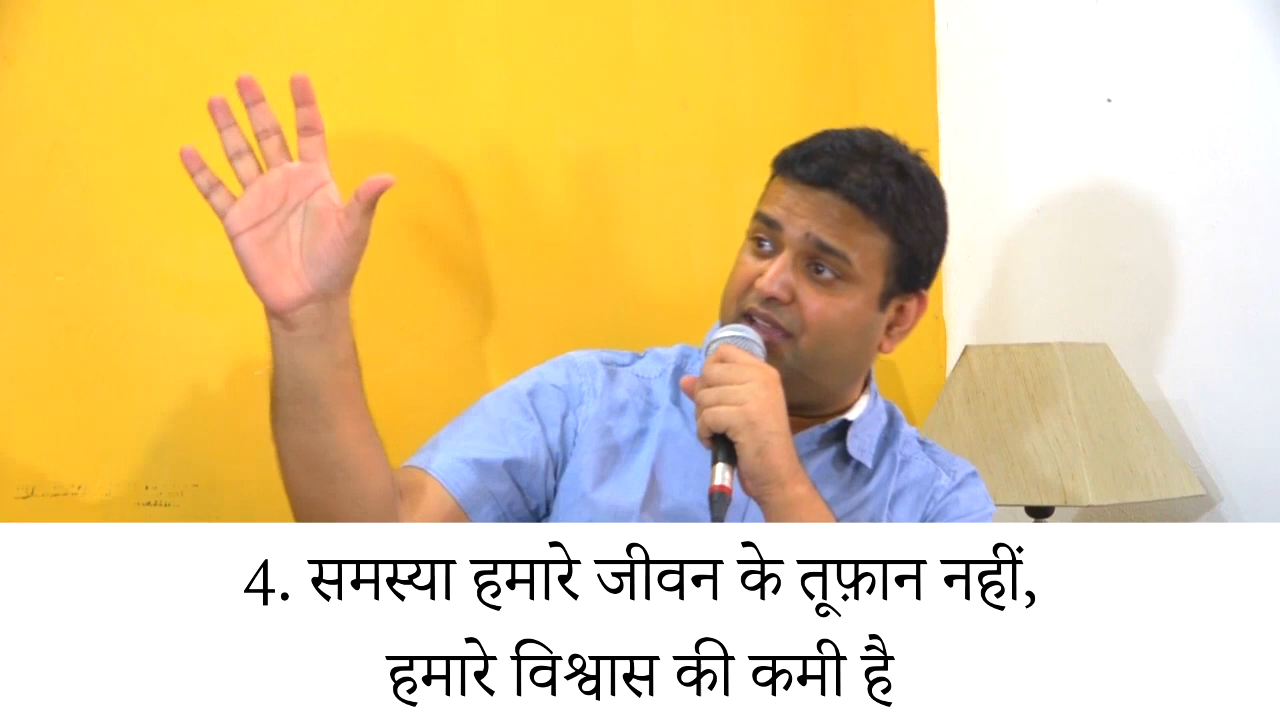 4. समस्या हमारे जीवन के तूफ़ान नहीं,
हमारे विश्वास की कमी है